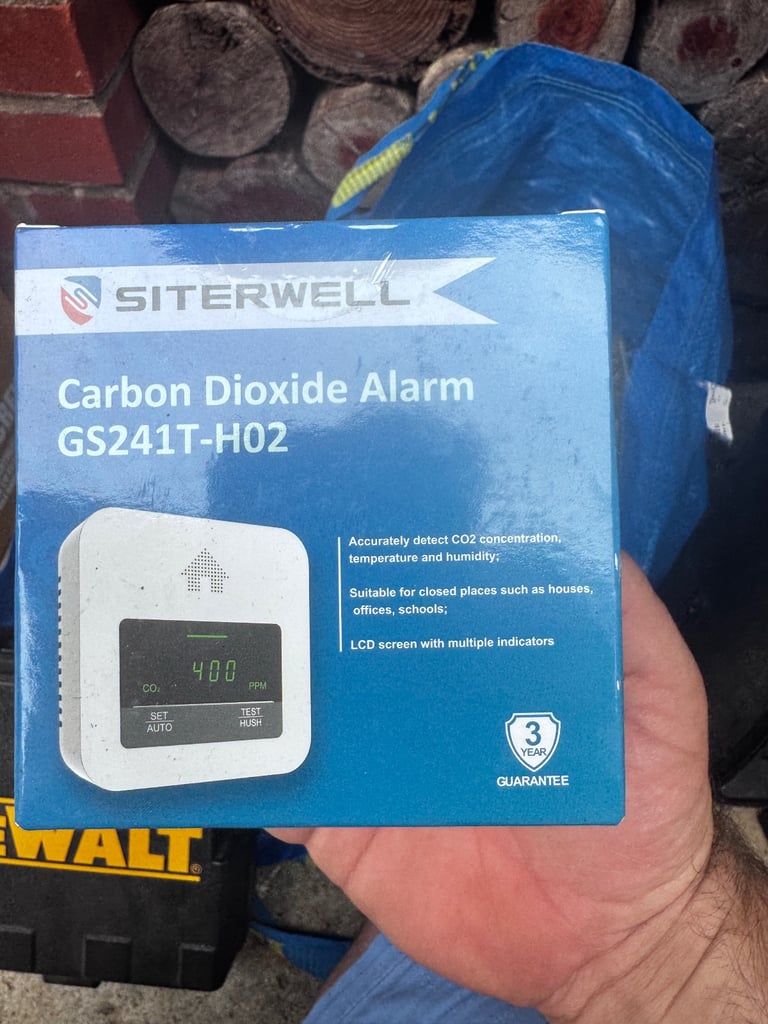 SITERWELL
Carbon Dioxide Alarm
GS241T-H02
Accurately detect CO2 concentration,
temperature and humidity;
Suitable for closed places such as houses,
offices, schools;
LCD screen with multiple indicators
400
CO₂ PPM
SET TEST
AUTO HUSH
3
YEAR
GUARANTEE
EWALT